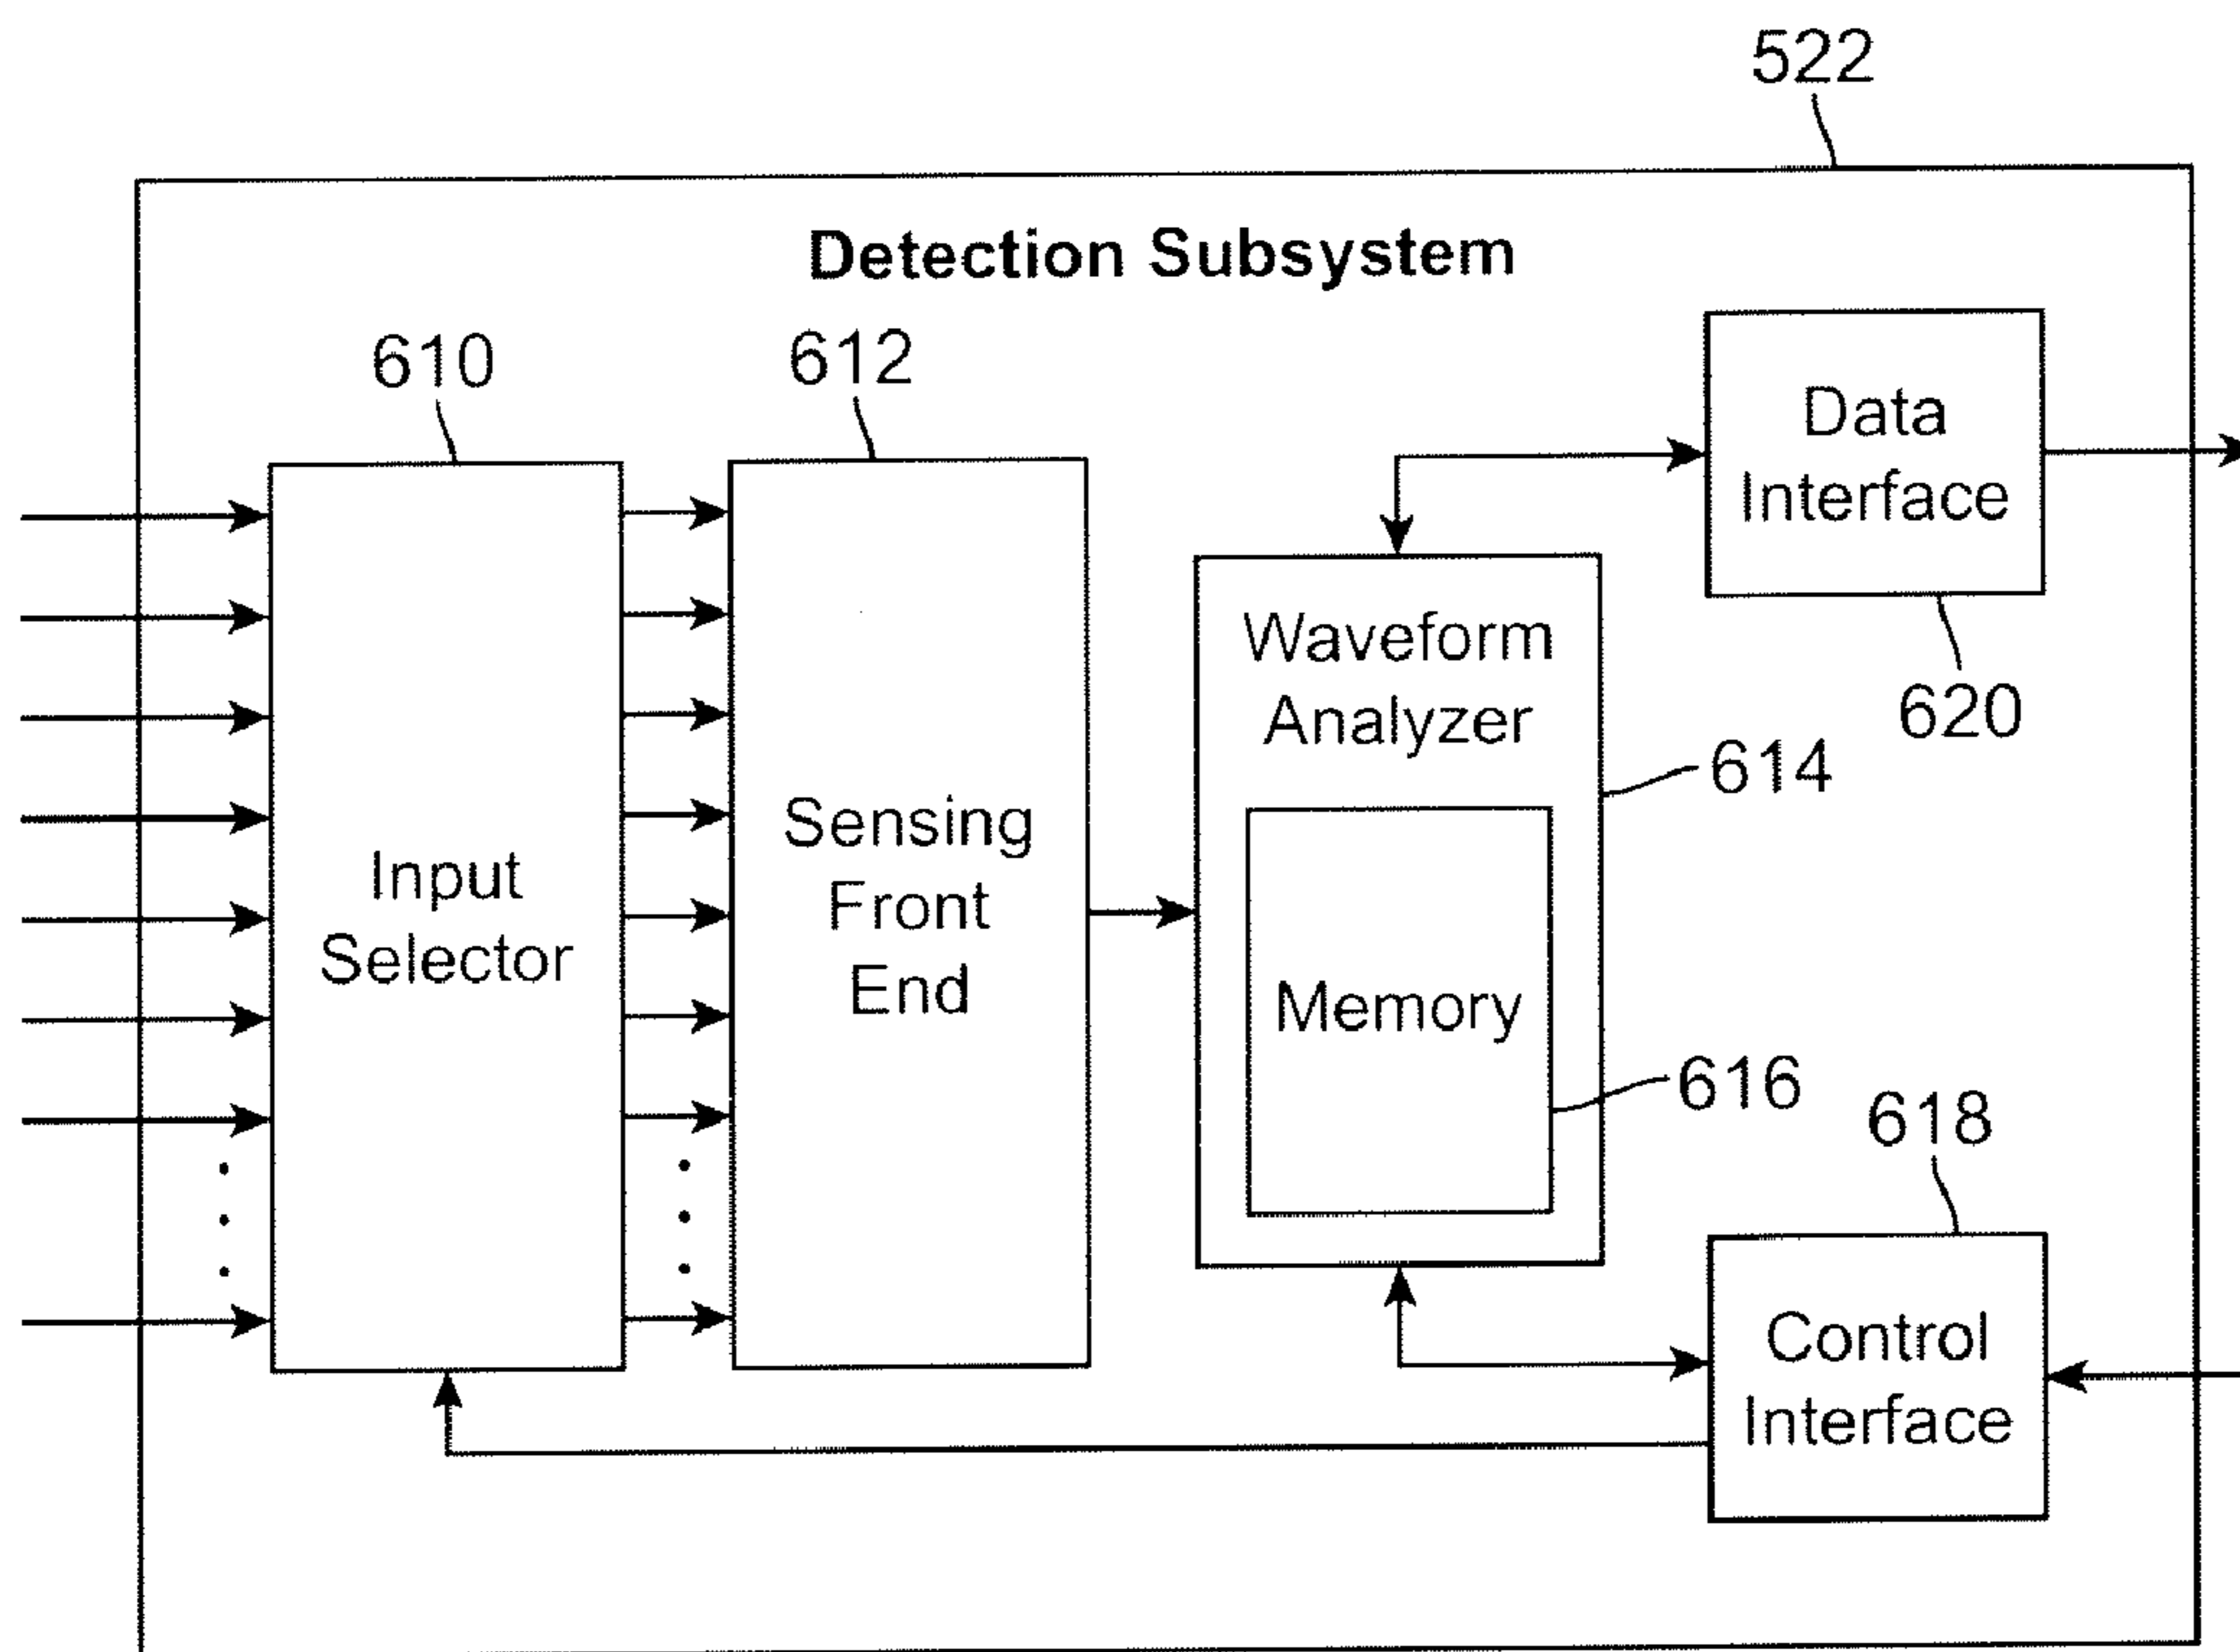 522
Detection Subsystem
610
612
Data
Interface
620
Waveform
Analyzer
614
Sensing
Front
End
Input
Selector
Memory
616
618
Control
Interface